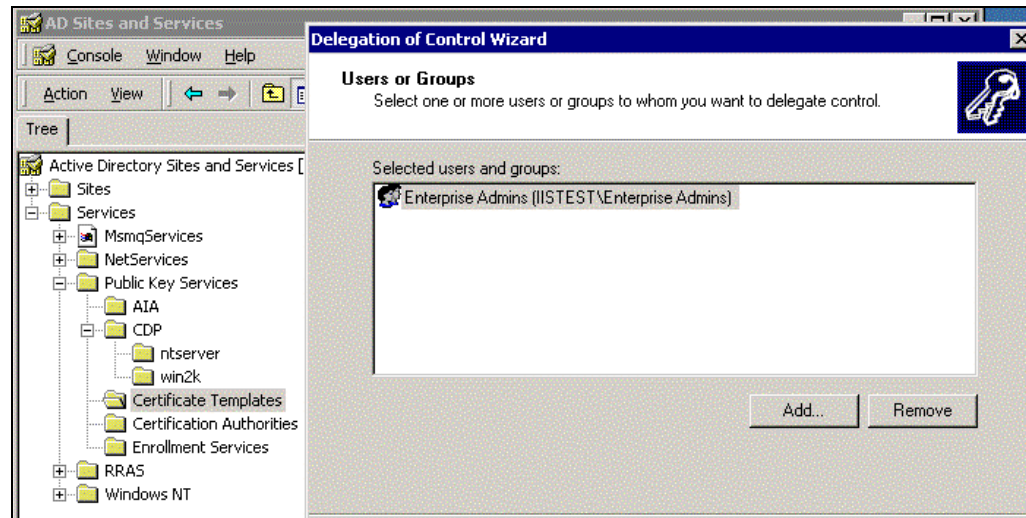 AD Sites and Services
Console Window Help
Action View
Tree
Active Directory Sites and Services [
Sites
Services
MsmqServices
NetServices
Public Key Services
AIA
CDP
ntserver
win2k
Certificate Templates
Certification Authorities
Enrollment Services
RRAS
Windows NT
Delegation of Control Wizard
Users or Groups
Select one or more users or groups to whom you want to delegate control.
Selected users and groups:
Enterprise Admins (IISTEST\Enterprise Admins)
Add... Remove